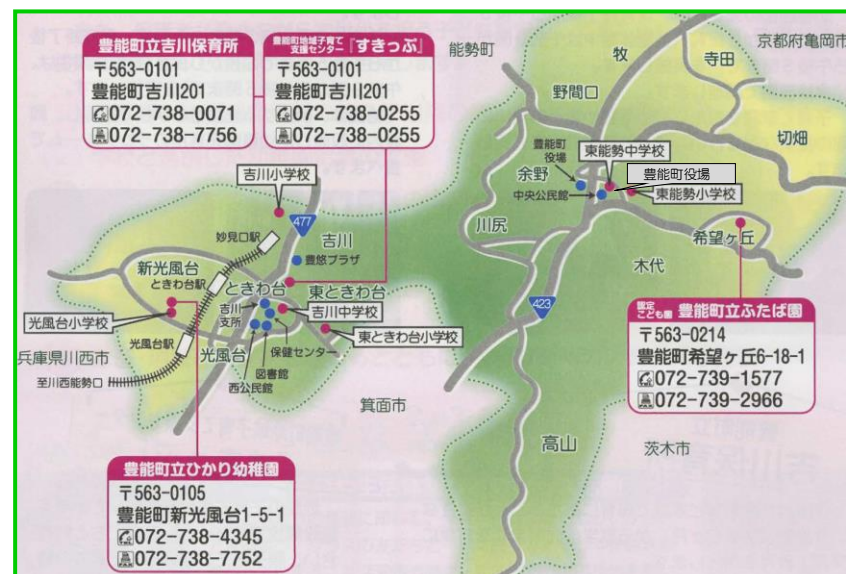 豊能町立吉川保育所
〒563-0101
豊能町吉川201
072-738-0071
072-738-7756
豊能町地域子育て
支援センター『すきっぷ』
〒563-0101
豊能町吉川201
072-738-0255
072-738-0255
能勢町
牧
寺田
京都府亀岡市
野間口
切畑
豊能町
役場
東能勢中学校
余野
豊能町役場
中央公民館
東能勢小学校
吉川小学校
477
川尻
希望ヶ丘
妙見口駅
吉川
豊悠プラザ
木代
新光風台
ときわ台駅
ときわ台
東ときわ台
423
吉川
支所
吉川中学校
光風台小学校
東ときわ台小学校
光風台駅
光風台
保健センター
図書館
西公民館
兵庫県川西市
至川西能勢口
箕面市
認定
こども園 豊能町立ふたば園
〒563-0214
豊能町希望ヶ丘6-18-1
072-739-1577
072-739-2966
高山
茨木市
豊能町立ひかり幼稚園
〒563-0105
豊能町新光風台1-5-1
072-738-4345
072-738-7752